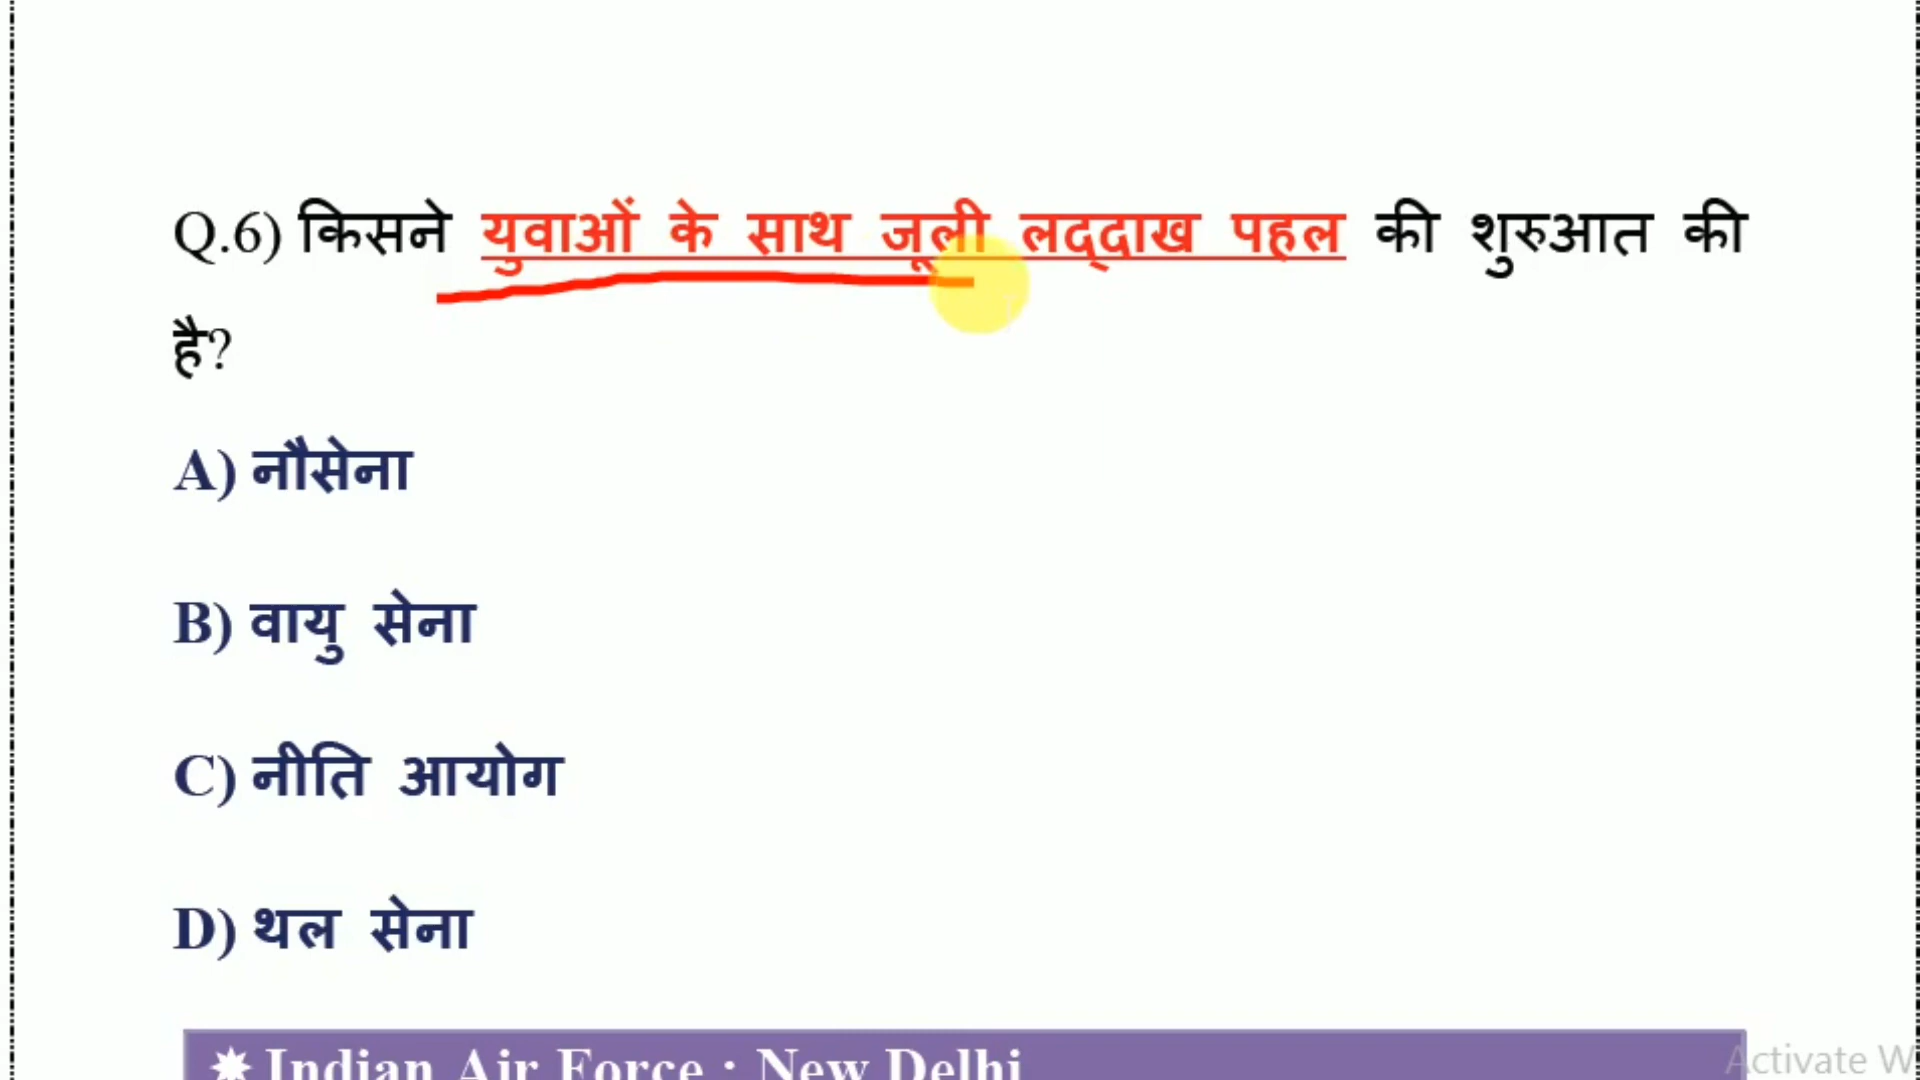 Q.6) किसने युवाओं के साथ जूली लद्दाख पहल की शुरुआत की
है?
A) नौसेना
B) वायु सेना
C) नीति आयोग
D) थल सेना
✷ Indian Air Force : New Delhi
Activate W